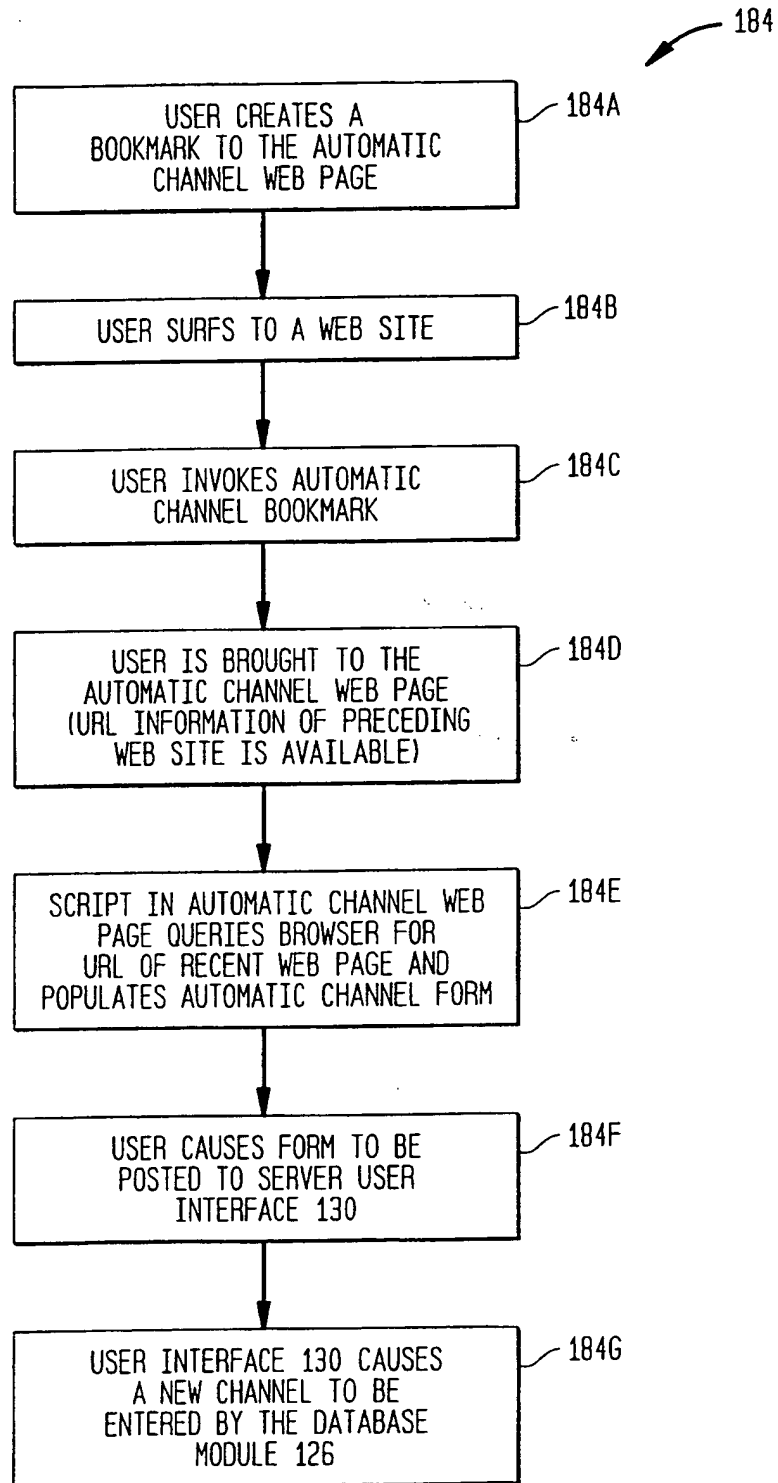 184
USER CREATES A
BOOKMARK TO THE AUTOMATIC
CHANNEL WEB PAGE
184A
USER SURFS TO A WEB SITE
184B
USER INVOKES AUTOMATIC
CHANNEL BOOKMARK
184C
USER IS BROUGHT TO THE
AUTOMATIC CHANNEL WEB PAGE
(URL INFORMATION OF PRECEDING
WEB SITE IS AVAILABLE)
184D
SCRIPT IN AUTOMATIC CHANNEL WEB
PAGE QUERIES BROWSER FOR
URL OF RECENT WEB PAGE AND
POPULATES AUTOMATIC CHANNEL FORM
184E
USER CAUSES FORM TO BE
POSTED TO SERVER USER
INTERFACE 130
184F
USER INTERFACE 130 CAUSES
A NEW CHANNEL TO BE
ENTERED BY THE DATABASE
MODULE 126
184G